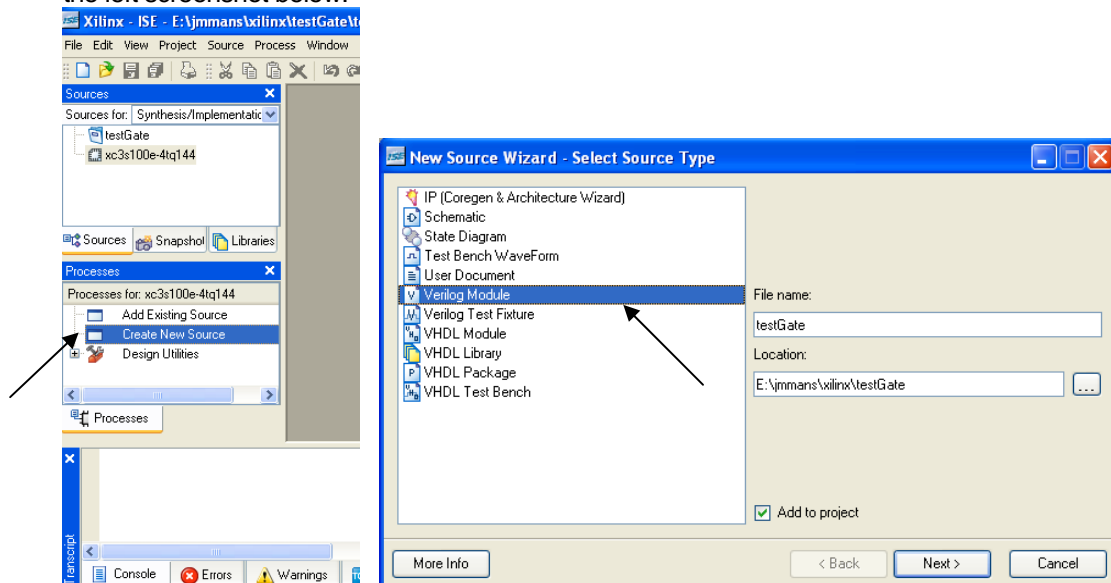 the left screenshot below.
Xilinx - ISE - E:\jmmans\xilinx\testGate\t
File Edit View Project Source Process Window
Sources
Sources for: Synthesis/Implementatic
testGate
xc3s100e-4tq144
Sources Snapshot Libraries
Processes
Processes for: xc3s100e-4tq144
Add Existing Source
Create New Source
Design Utilities
Processes
Transcript
Console Errors Warnings
New Source Wizard - Select Source Type
IP (Coregen & Architecture Wizard)
Schematic
State Diagram
Test Bench WaveForm
User Document
Verilog Module
Verilog Test Fixture
VHDL Module
VHDL Library
VHDL Package
VHDL Test Bench
File name:
testGate
Location:
E:\jmmans\xilinx\testGate
...
Add to project
More Info
< Back Next > Cancel